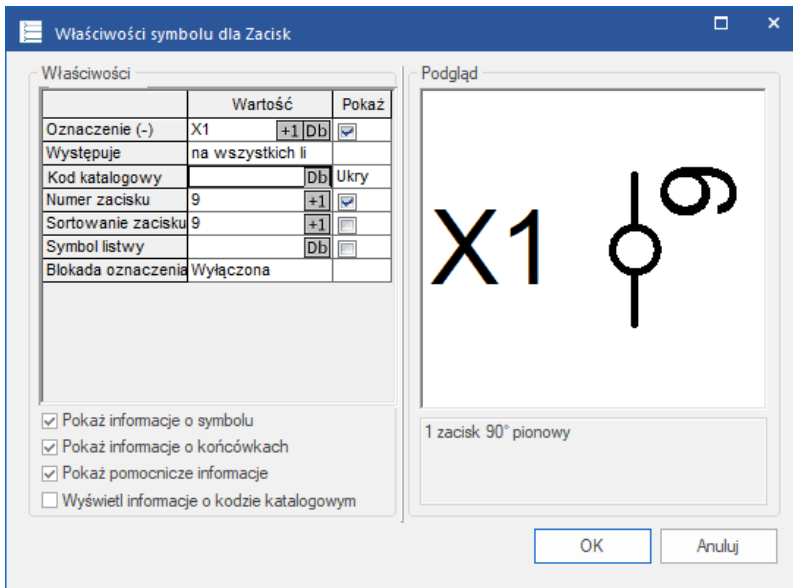 Właściwości symbolu dla Zacisk
Właściwości
Wartość Pokaż
Oznaczenie (-) X1 +1 Db
Występuje na wszystkich li
Kod katalogowy Db Ukry
Numer zacisku 9 +1
Sortowanie zacisku 9 +1
Symbol listwy Db
Blokada oznaczenia Wyłączona
Pokaż informacje o symbolu
Pokaż informacje o końcówkach
Pokaż pomocnicze informacje
Wyświetl informacje o kodzie katalogowym
Podgląd
X1 9
1 zacisk 90° pionowy
OK Anuluj